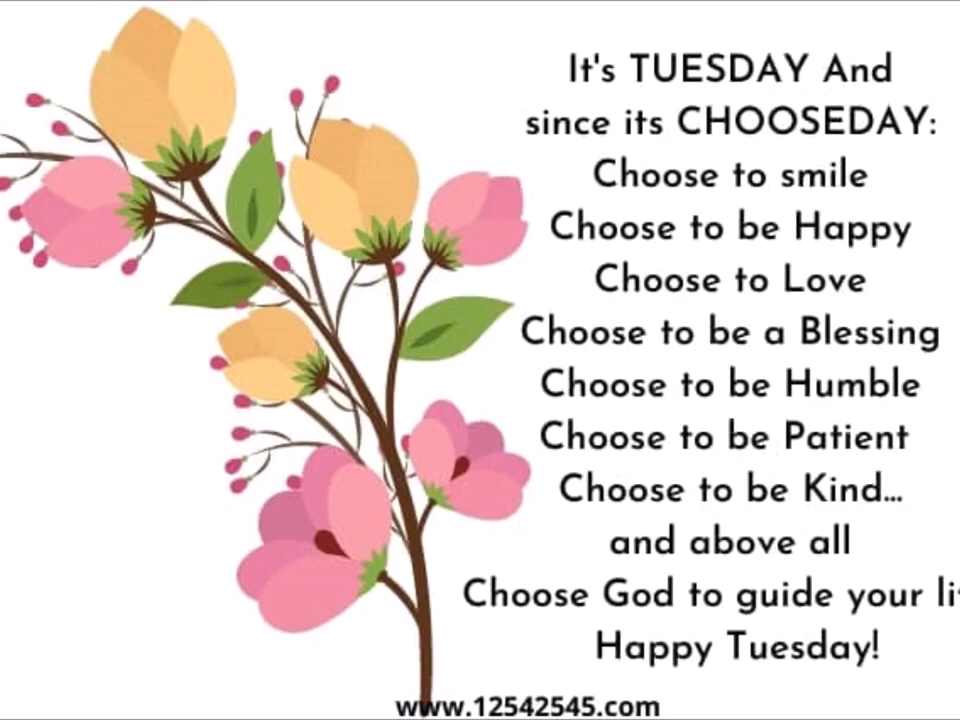 It's TUESDAY And
since its CHOOSEDAY:
Choose to smile
Choose to be Happy
Choose to Love
Choose to be a Blessing
Choose to be Humble
Choose to be Patient
Choose to be Kind...
and above all
Choose God to guide your
Happy Tuesday!
www.12542545.com